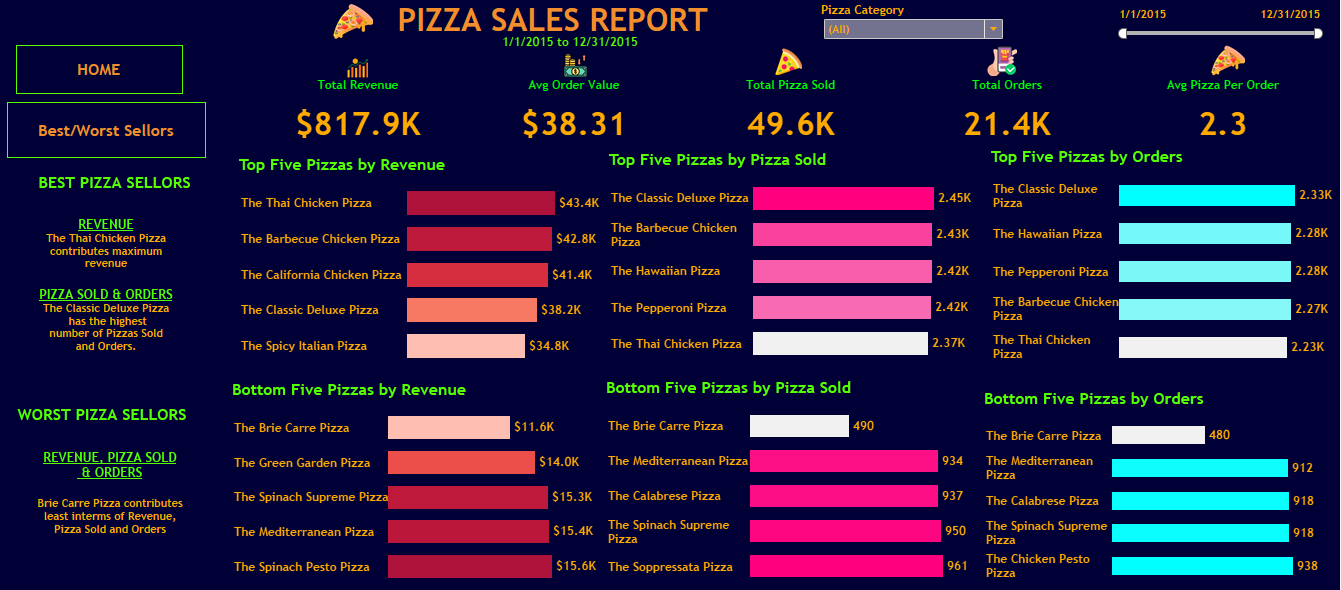 PIZZA SALES REPORT
1/1/2015 to 12/31/2015
Pizza Category
(All)
1/1/2015
12/31/2015
HOME
Best/Worst Sellors
Total Revenue
$817.9K
Avg Order Value
$38.31
Total Pizza Sold
49.6K
Total Orders
21.4K
Avg Pizza Per Order
2.3
BEST PIZZA SELLORS
REVENUE
The Thai Chicken Pizza
contributes maximum
revenue
PIZZA SOLD & ORDERS
The Classic Deluxe Pizza
has the highest
number of Pizzas Sold
and Orders.
WORST PIZZA SELLORS
REVENUE, PIZZA SOLD
& ORDERS
Brie Carre Pizza contributes
least interms of Revenue,
Pizza Sold and Orders
Top Five Pizzas by Revenue
The Thai Chicken Pizza $43.4K
The Barbecue Chicken Pizza $42.8K
The California Chicken Pizza $41.4K
The Classic Deluxe Pizza $38.2K
The Spicy Italian Pizza $34.8K
Top Five Pizzas by Pizza Sold
The Classic Deluxe Pizza 2.45K
The Barbecue Chicken
Pizza 2.43K
The Hawaiian Pizza 2.42K
The Pepperoni Pizza 2.42K
The Thai Chicken Pizza 2.37K
Top Five Pizzas by Orders
The Classic Deluxe
Pizza 2.33K
The Hawaiian Pizza 2.28K
The Pepperoni Pizza 2.28K
The Barbecue Chicken
Pizza 2.27K
The Thai Chicken
Pizza 2.23K
Bottom Five Pizzas by Revenue
The Brie Carre Pizza $11.6K
The Green Garden Pizza $14.0K
The Spinach Supreme Pizza $15.3K
The Mediterranean Pizza $15.4K
The Spinach Pesto Pizza $15.6K
Bottom Five Pizzas by Pizza Sold
The Brie Carre Pizza 490
The Mediterranean Pizza 934
The Calabrese Pizza 937
The Spinach Supreme
Pizza 950
The Soppressata Pizza 961
Bottom Five Pizzas by Orders
The Brie Carre Pizza 480
The Mediterranean
Pizza 912
The Calabrese Pizza 918
The Spinach Supreme
Pizza 918
The Chicken Pesto
Pizza 938